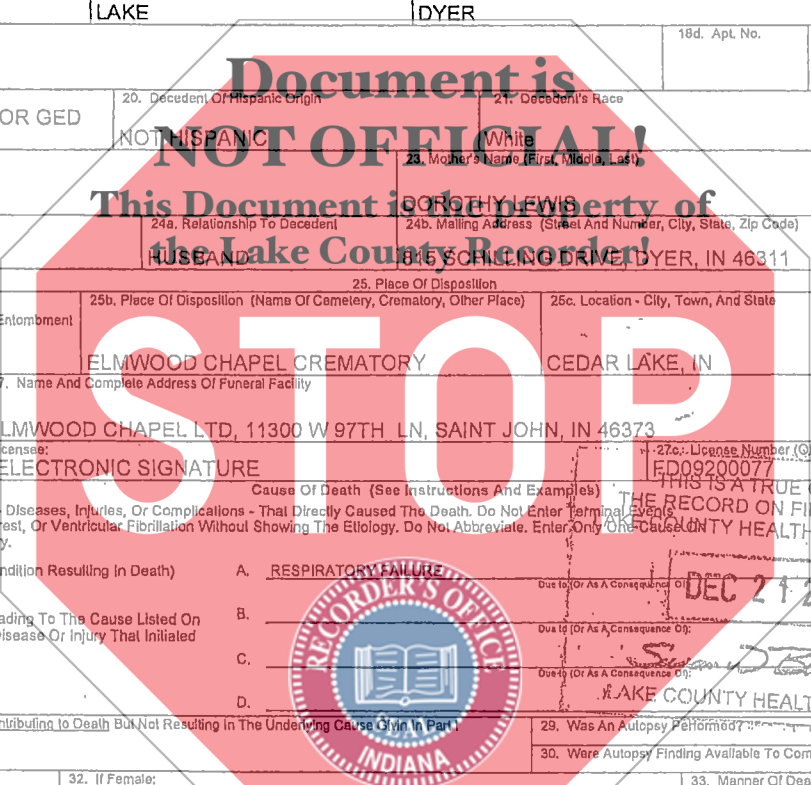 LAKE DYER
18d. Apt. No.
Document is
20. Decedent Of Hispanic Origin 21. Decedent's Race
OR GED NOT HISPANIC White
NOT OFFICIAL!
23. Mother's Name (First, Middle, Last)
DOROTHY LEWIS
This Document is the property of
24a. Relationship To Decedent 24b. Mailing Address (Street And Number, City, State, Zip Code)
the Lake County Recorder!
HUSBAND 815 SCHILLING DRIVE, DYER, IN 46311
25. Place Of Disposition
25b. Place Of Disposition (Name Of Cemetery, Crematory, Other Place) 25c. Location - City, Town, And State
Entombment
STOP
ELMWOOD CHAPEL CREMATORY CEDAR LAKE, IN
7. Name And Complete Address Of Funeral Facility
LMWOOD CHAPEL LTD, 11300 W 97TH LN, SAINT JOHN, IN 46373
censee: 27c. License Number (O
ELECTRONIC SIGNATURE FD09200077
Cause Of Death (See Instructions And Examples) THIS IS A TRUE
- Diseases, Injuries, Or Complications - That Directly Caused The Death. Do Not Enter Terminal Events THE RECORD ON FI
rest, Or Ventricular Fibrillation Without Showing The Etiology. Do Not Abbreviate. Enter Only One Cause On LAKE COUNTY HEALTH
y.
ndition Resulting In Death) A. RESPIRATORY FAILURE
Due to (Or As A Consequence Of): DEC 21 2
ading To The Cause Listed On B.
Disease Or Injury That Initiated Due to (Or As A Consequence Of):
C.
Due to (Or As A Consequence Of):
D. LAKE COUNTY HEALT
RECORDER'S OFFICE
INDIANA
ntributing to Death But Not Resulting In The Underlying Cause Givin In Part I 29. Was An Autopsy Performed?
30. Were Autopsy Finding Available To Com
32. If Female: 33. Manner Of Dea